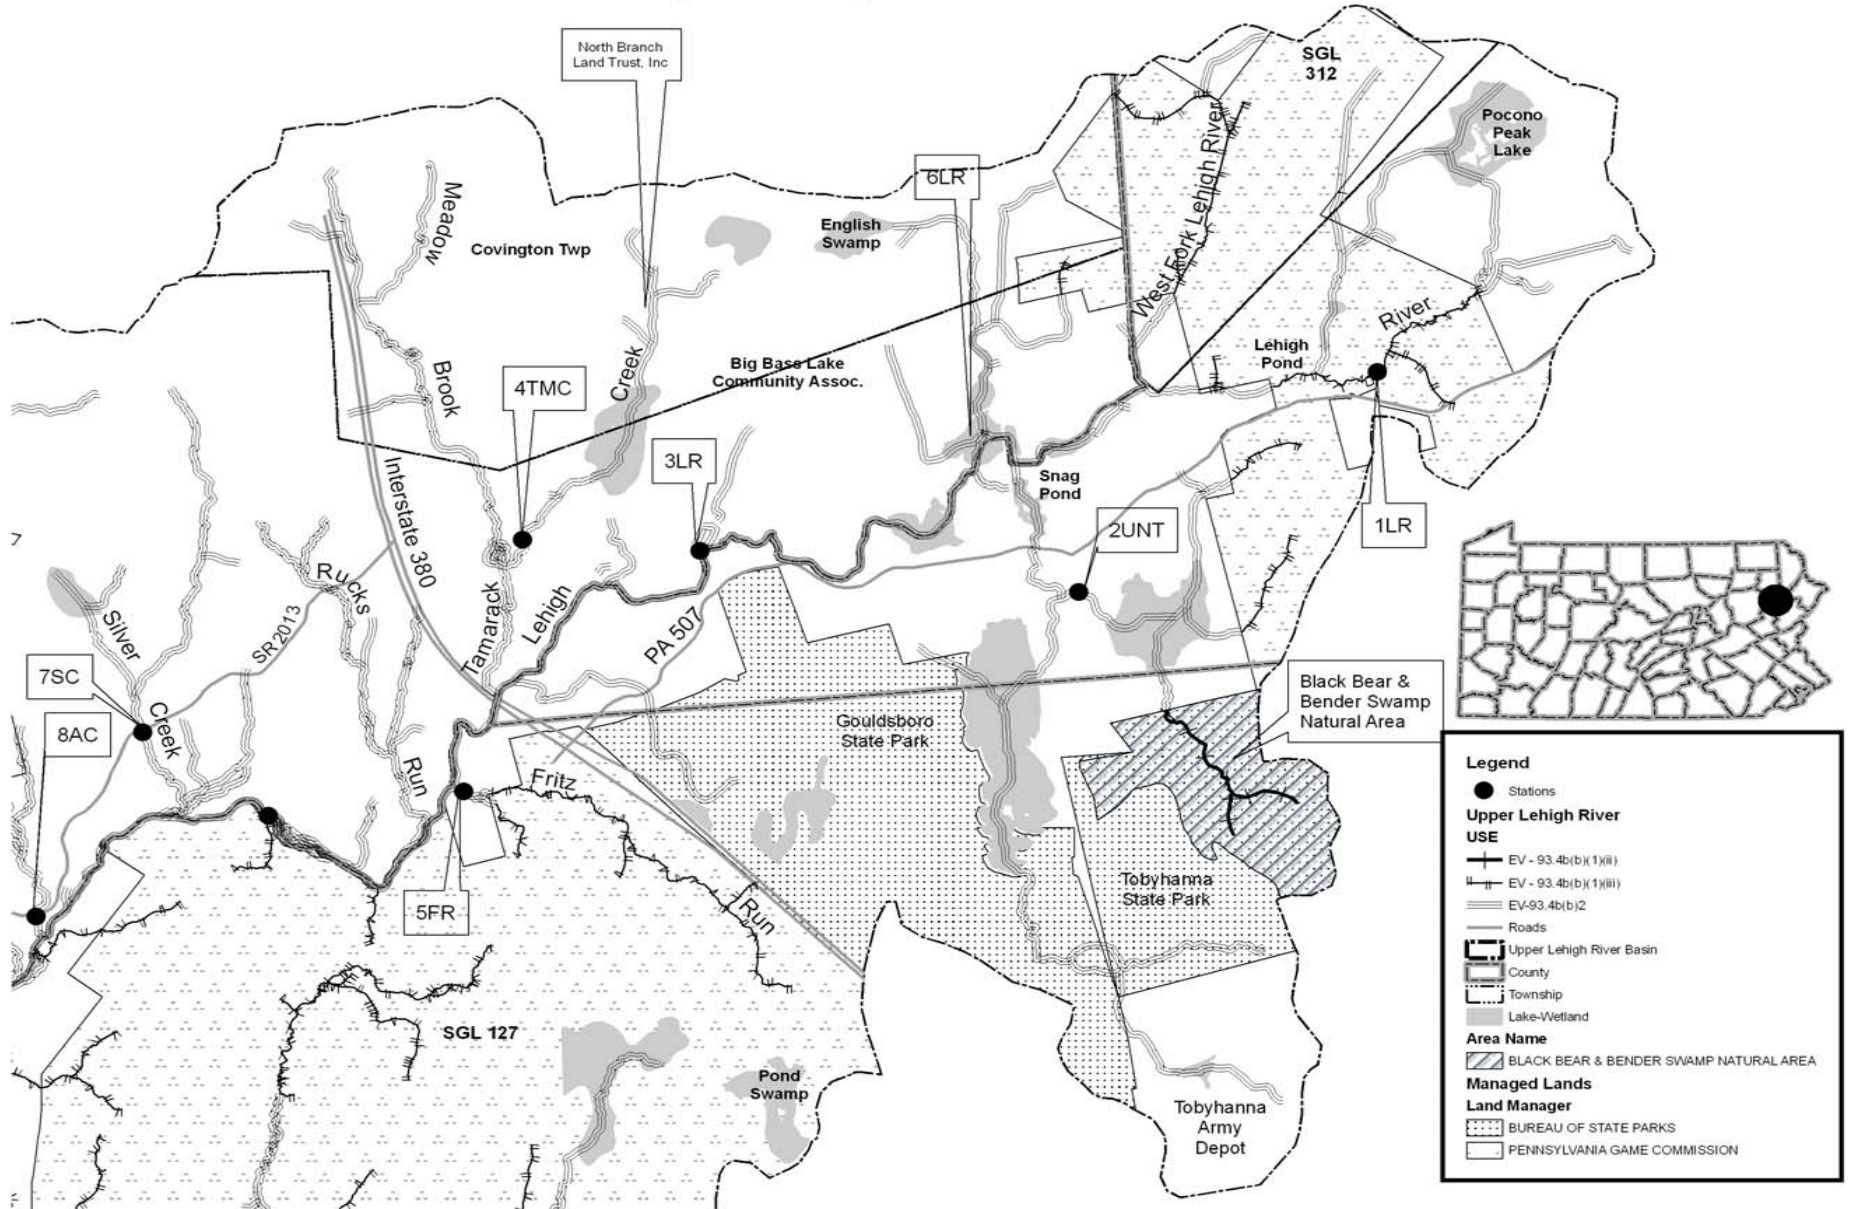 North Branch
Land Trust, Inc
SGL
312
Pocono
Peak
Lake
6LR
Meadow
Covington Twp
English
Swamp
West Fork Lehigh River
River
Lehigh
Pond
Big Bass Lake
Community Assoc.
Creek
Brook
4TMC
3LR
Interstate 380
Snag
Pond
2UNT
1LR
7
Rucks
Silver
SR 2013
Tamarack
Lehigh
PA 507
7SC
8AC
Creek
Run
Gouldsboro
State Park
Black Bear &
Bender Swamp
Natural Area
Fritz
Run
5FR
Tobyhanna
State Park
SGL 127
Pond
Swamp
Tobyhanna
Army
Depot
Legend
Stations
Upper Lehigh River
USE
EV - 93.4b(b)(1)(ii)
EV - 93.4b(b)(1)(iii)
EV-93.4b(b)2
Roads
Upper Lehigh River Basin
County
Township
Lake-Wetland
Area Name
BLACK BEAR & BENDER SWAMP NATURAL AREA
Managed Lands
Land Manager
BUREAU OF STATE PARKS
PENNSYLVANIA GAME COMMISSION